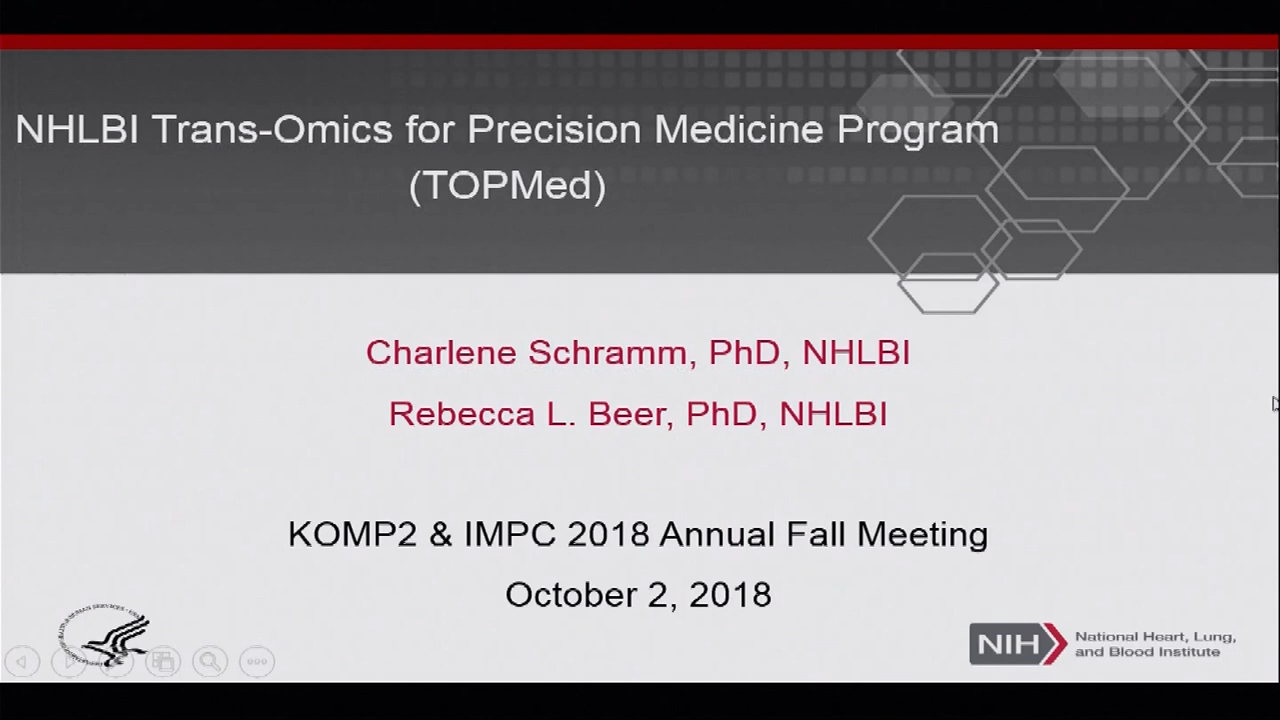 NHLBI Trans-Omics for Precision Medicine Program
(TOPMed)
Charlene Schramm, PhD, NHLBI
Rebecca L. Beer, PhD, NHLBI
KOMP2 & IMPC 2018 Annual Fall Meeting
October 2, 2018
NIH
National Heart, Lung,
and Blood Institute